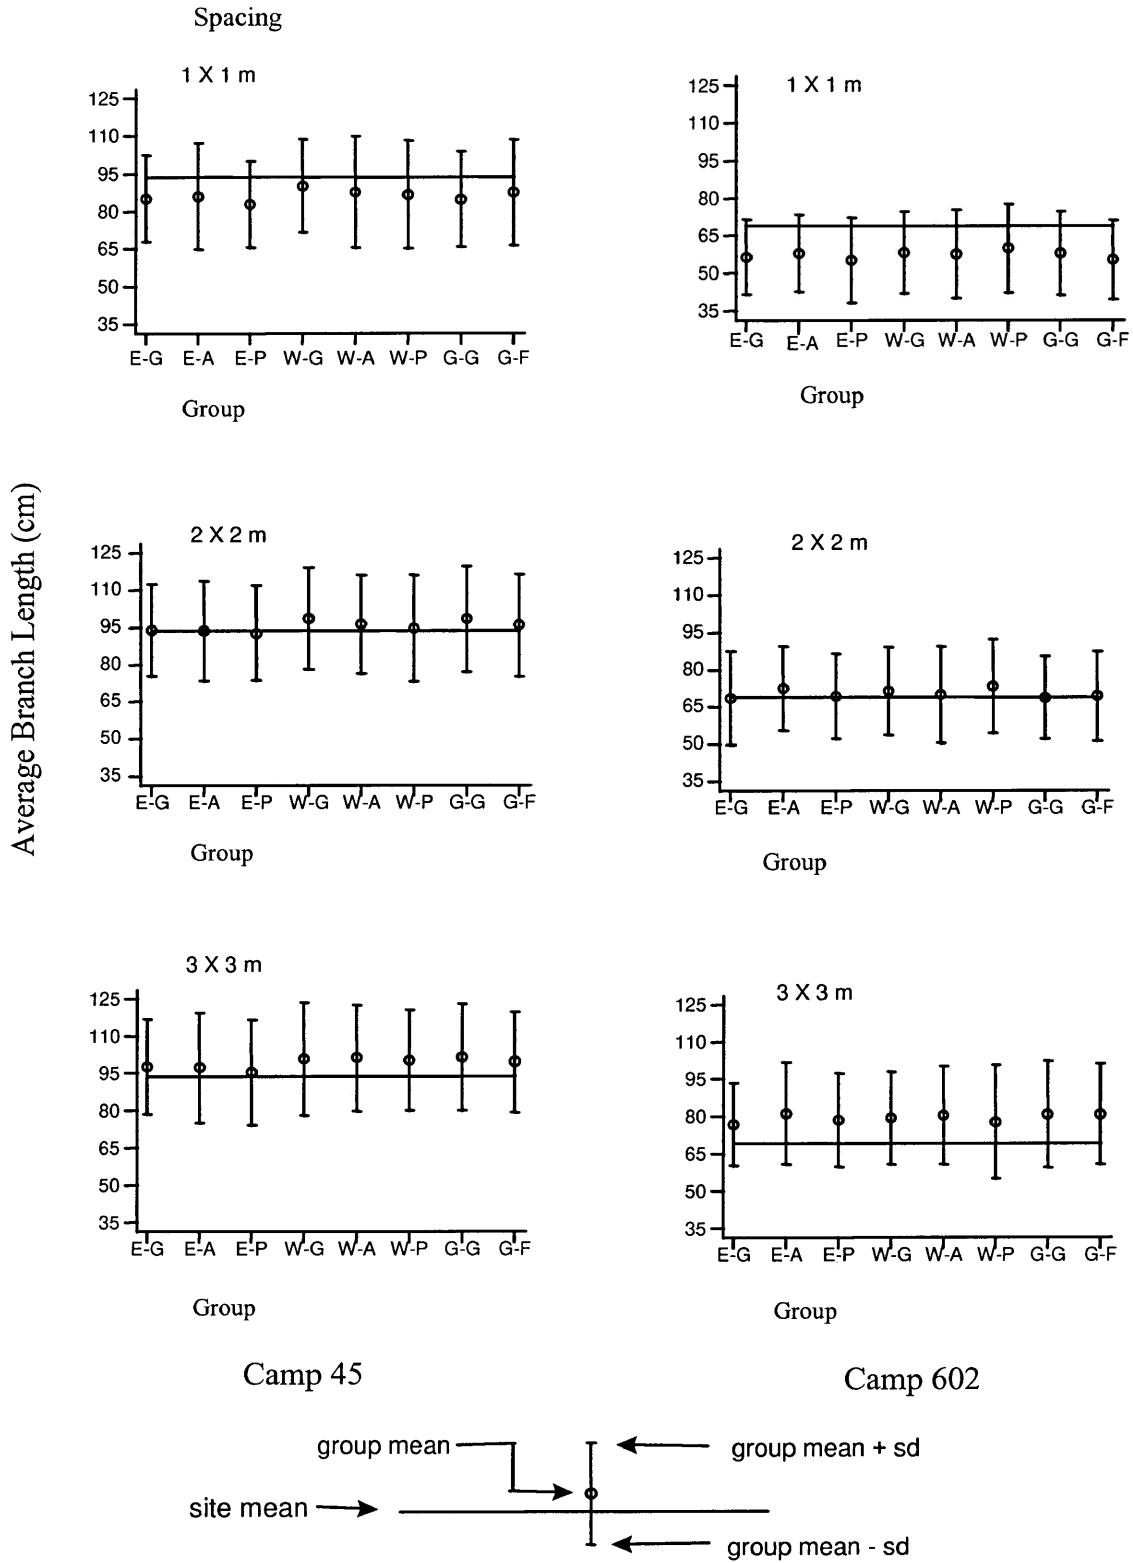 Spacing
1 X 1 m
125
110
95
80
65
50
35
E-G E-A E-P W-G W-A W-P G-G G-F
Group
1 X 1 m
125
110
95
80
65
50
35
E-G E-A E-P W-G W-A W-P G-G G-F
Group
Average Branch Length (cm)
2 X 2 m
125
110
95
80
65
50
35
E-G E-A E-P W-G W-A W-P G-G G-F
Group
2 X 2 m
125
110
95
80
65
50
35
E-G E-A E-P W-G W-A W-P G-G G-F
Group
3 X 3 m
125
110
95
80
65
50
35
E-G E-A E-P W-G W-A W-P G-G G-F
Group
3 X 3 m
125
110
95
80
65
50
35
E-G E-A E-P W-G W-A W-P G-G G-F
Group
Camp 45
Camp 602
group mean
group mean + sd
site mean
group mean - sd